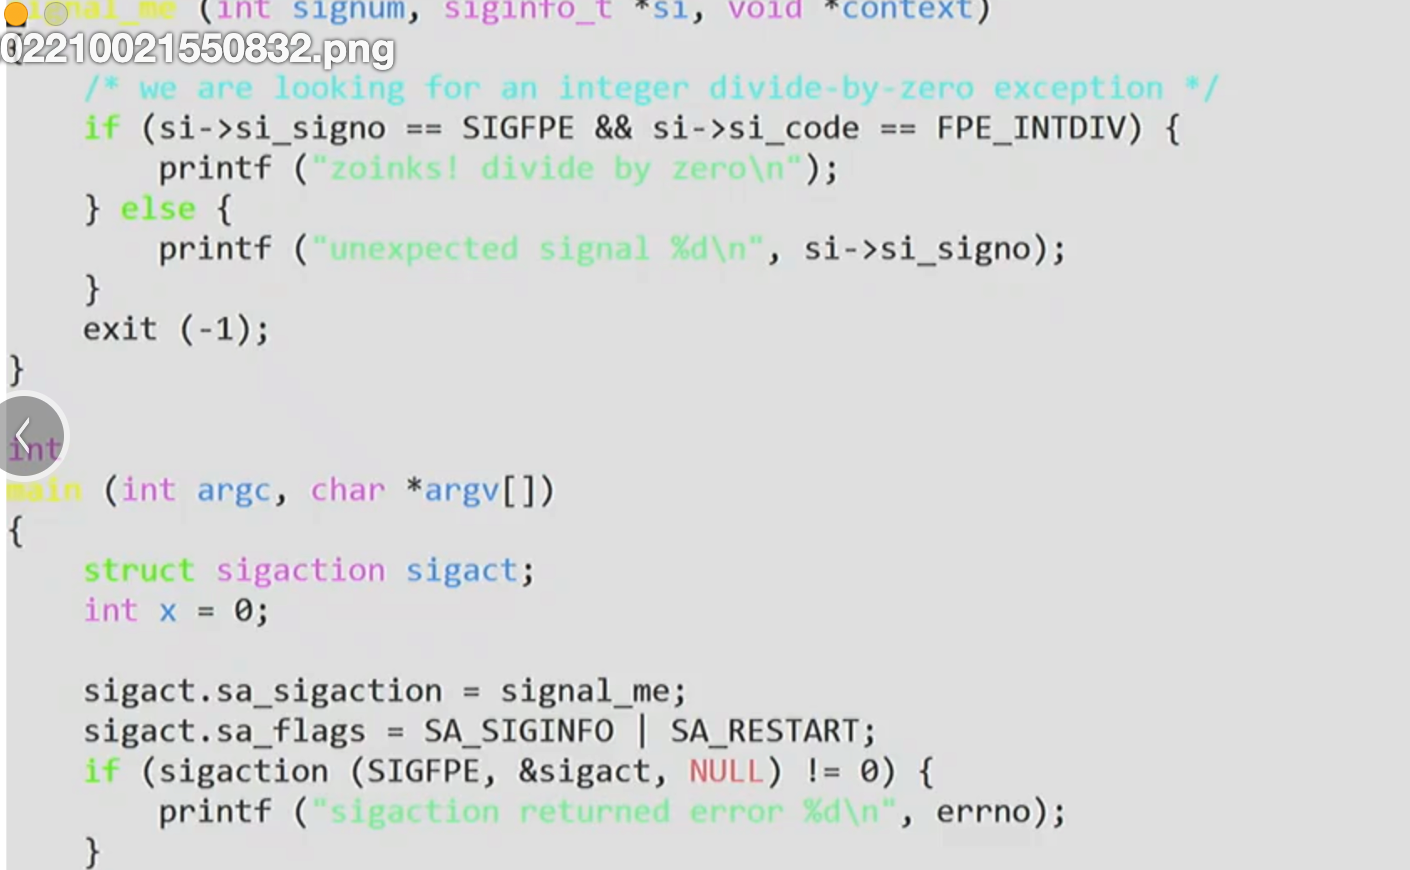 signal_me (int signum, siginfo_t *si, void *context)
{
02210021550832.png
/* we are looking for an integer divide-by-zero exception */
if (si->si_signo == SIGFPE && si->si_code == FPE_INTDIV) {
printf ("zoinks! divide by zero\n");
} else {
printf ("unexpected signal %d\n", si->si_signo);
}
exit (-1);
}
int
main (int argc, char *argv[])
{
struct sigaction sigact;
int x = 0;
sigact.sa_sigaction = signal_me;
sigact.sa_flags = SA_SIGINFO | SA_RESTART;
if (sigaction (SIGFPE, &sigact, NULL) != 0) {
printf ("sigaction returned error %d\n", errno);
}